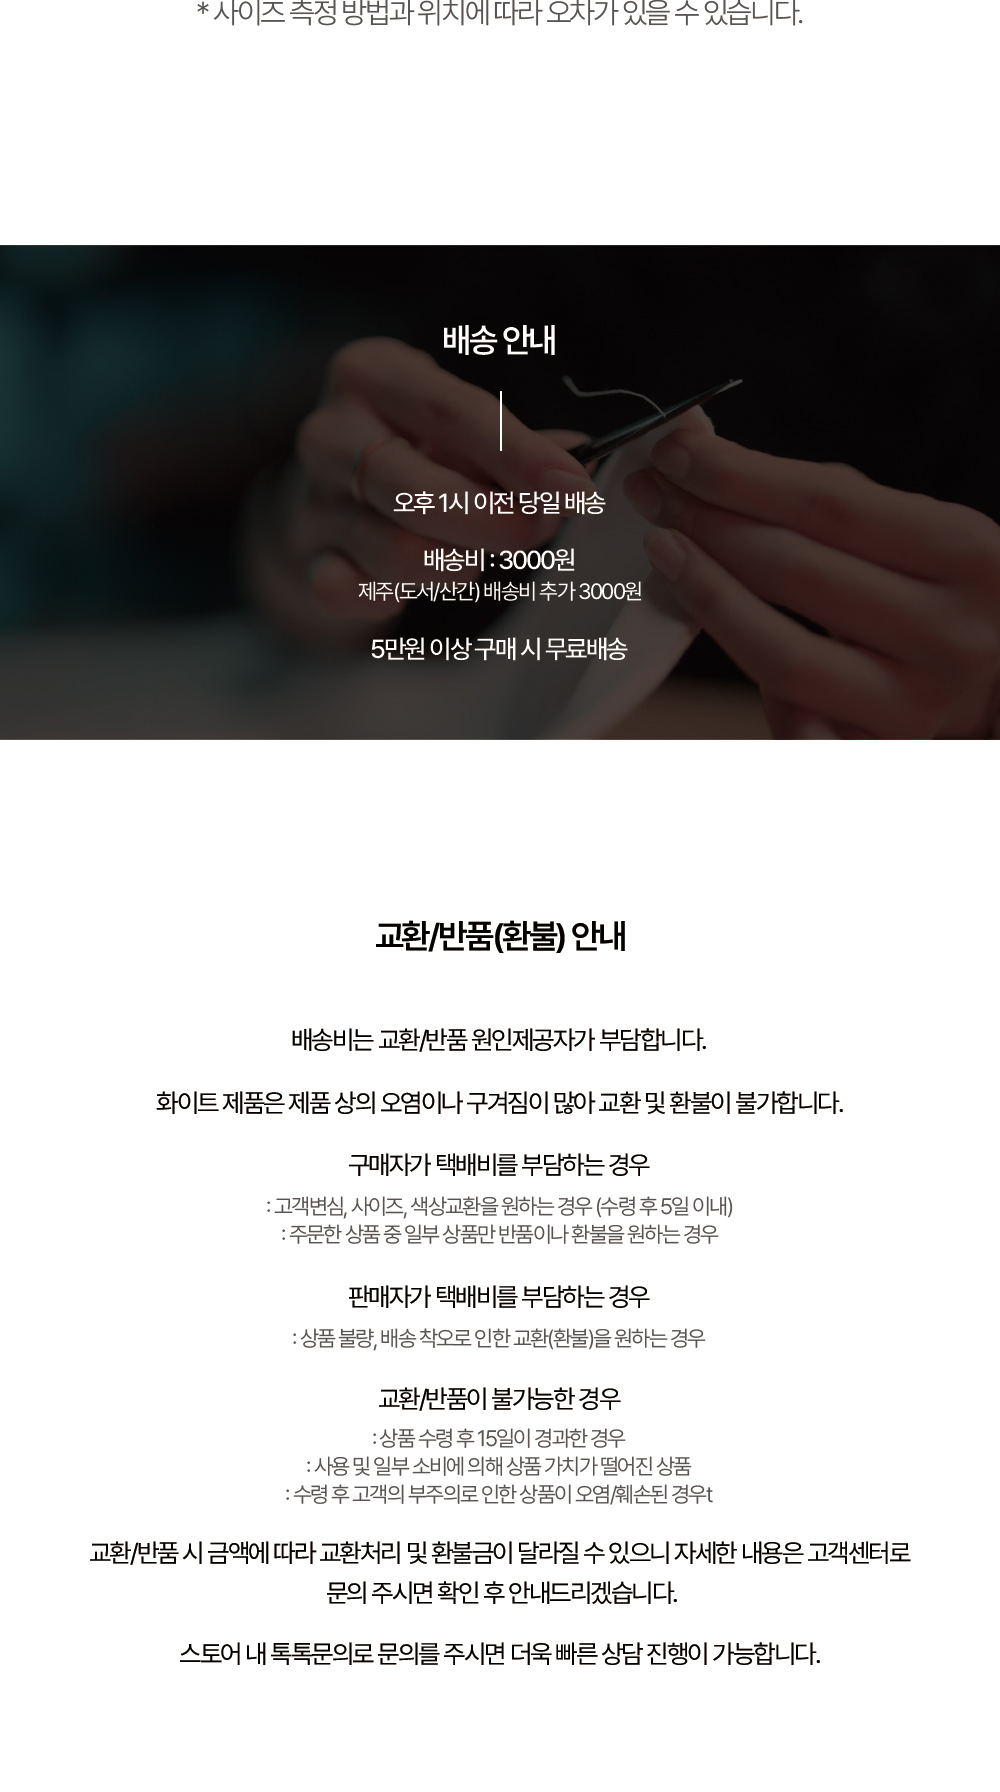 * 사이즈 측정 방법과 위치에 따라 오차가 있을 수 있습니다.
배송 안내
오후 1시 이전 당일 배송
배송비 : 3000원
제주(도서/산간) 배송비 추가 3000원
5만원 이상 구매 시 무료배송
교환/반품(환불) 안내
배송비는 교환/반품 원인제공자가 부담합니다.
화이트 제품은 제품 상의 오염이나 구겨짐이 많아 교환 및 환불이 불가합니다.
구매자가 택배비를 부담하는 경우
: 고객변심, 사이즈, 색상교환을 원하는 경우 (수령 후 5일 이내)
: 주문한 상품 중 일부 상품만 반품이나 환불을 원하는 경우
판매자가 택배비를 부담하는 경우
: 상품 불량, 배송 착오로 인한 교환(환불)을 원하는 경우
교환/반품이 불가능한 경우
: 상품 수령 후 15일이 경과한 경우
: 사용 및 일부 소비에 의해 상품 가치가 떨어진 상품
: 수령 후 고객의 부주의로 인한 상품이 오염/훼손된 경우t
교환/반품 시 금액에 따라 교환처리 및 환불금이 달라질 수 있으니 자세한 내용은 고객센터로
문의 주시면 확인 후 안내드리겠습니다.
스토어 내 톡톡문의로 문의를 주시면 더욱 빠른 상담 진행이 가능합니다.